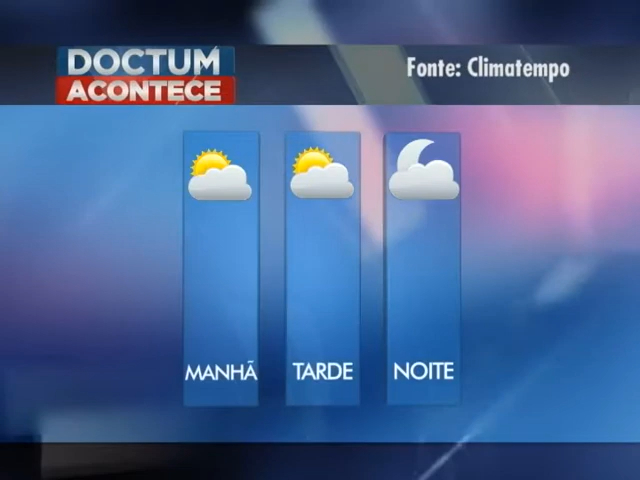 DOCTUM
ACONTECE
Fonte: Climatempo
MANHÃ
TARDE
NOITE